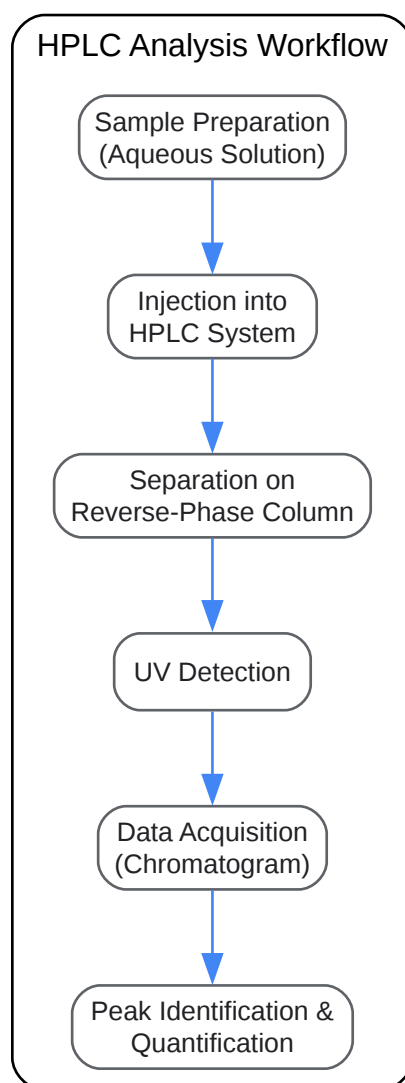 HPLC Analysis Workflow
Sample Preparation
(Aqueous Solution)
Injection into
HPLC System
Separation on
Reverse-Phase Column
UV Detection
Data Acquisition
(Chromatogram)
Peak Identification &
Quantification